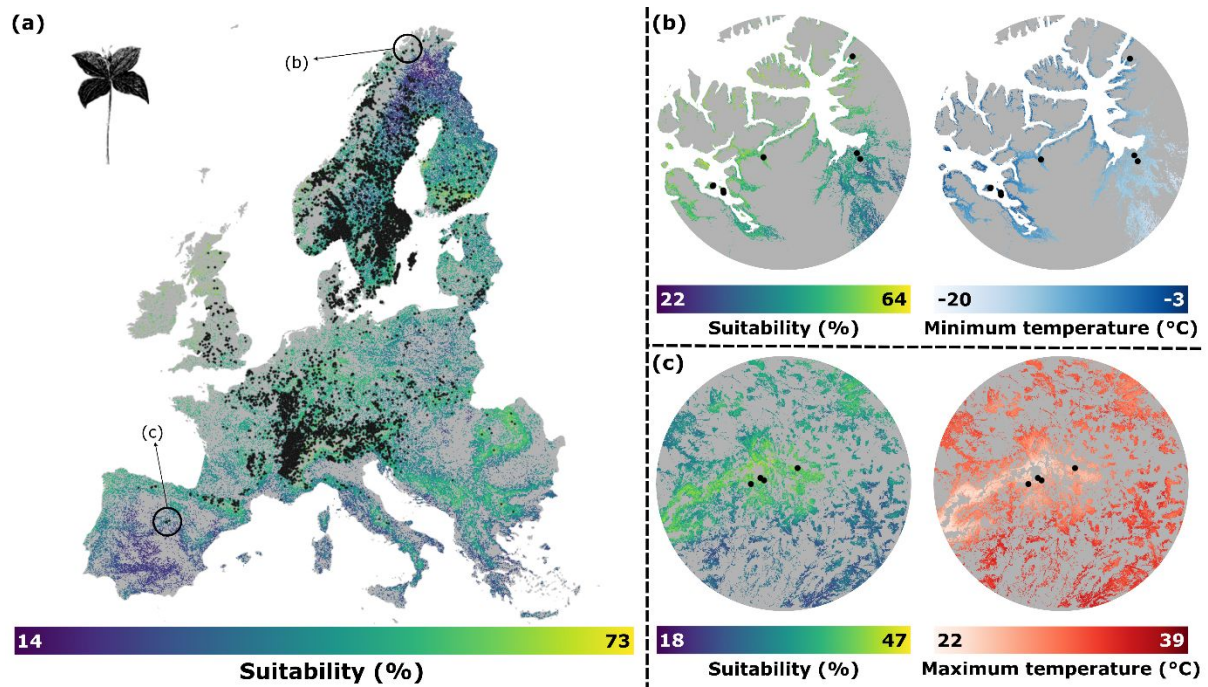 (a)
(b)
(c)
14 73
Suitability (%)
(b)
22 64
Suitability (%)
-20 -3
Minimum temperature (°C)
(c)
18 47
Suitability (%)
22 39
Maximum temperature (°C)